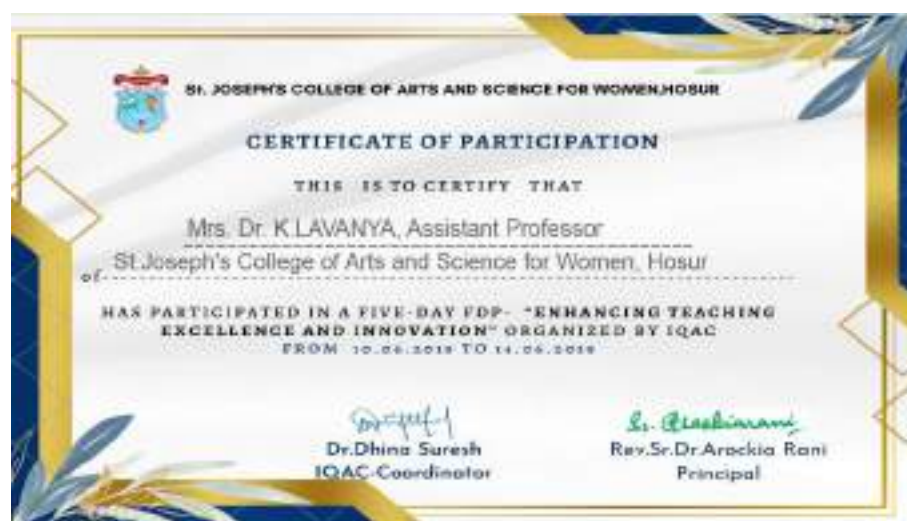 St. JOSEPH'S COLLEGE OF ARTS AND SCIENCE FOR WOMEN,HOSUR
CERTIFICATE OF PARTICIPATION
THIS IS TO CERTIFY THAT
Mrs. Dr. K.LAVANYA, Assistant Professor
of St.Joseph's College of Arts and Science for Women, Hosur
HAS PARTICIPATED IN A FIVE-DAY FDP- "ENHANCING TEACHING
EXCELLENCE AND INNOVATION" ORGANIZED BY IQAC
FROM TO
Dr.Dhina Suresh
IQAC-Coordinator
Rev.Sr.Dr.Arockia Rani
Principal